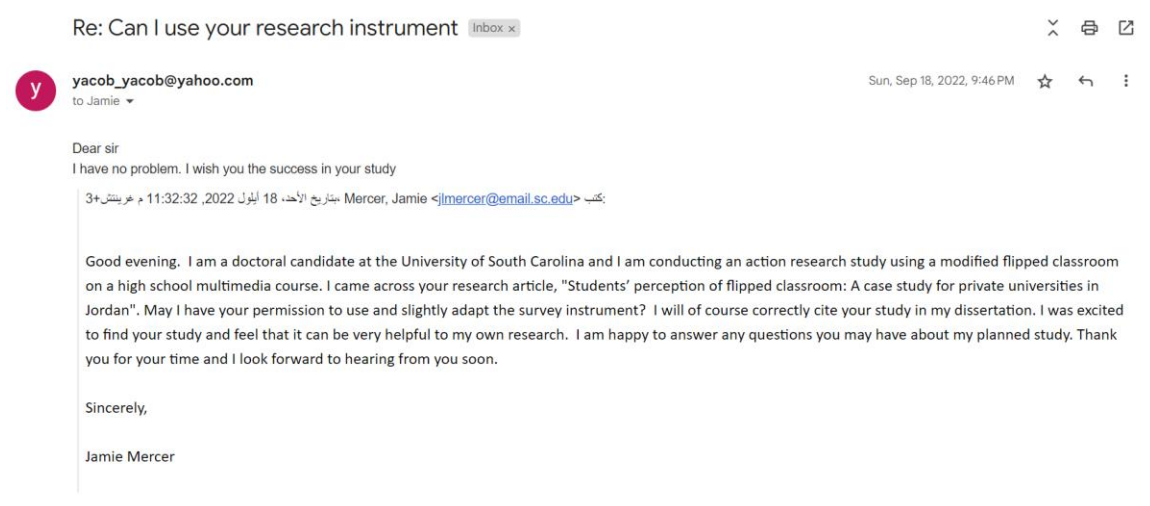 Re: Can I use your research instrument Inbox x
y
yacob_yacob@yahoo.com
Sun, Sep 18, 2022, 9:46 PM
to Jamie
Dear sir
I have no problem. I wish you the success in your study
‎3+بتاريخ الأحد، 18 أيلول 2022, 11:32:32 م غرينتش، Mercer, Jamie <jlmercer@email.sc.edu> كتب:
Good evening.  I am a doctoral candidate at the University of South Carolina and I am conducting an action research study using a modified flipped classroom
on a high school multimedia course. I came across your research article, "Students’ perception of flipped classroom: A case study for private universities in
Jordan". May I have your permission to use and slightly adapt the survey instrument?  I will of course correctly cite your study in my dissertation. I was excited
to find your study and feel that it can be very helpful to my own research.  I am happy to answer any questions you may have about my planned study. Thank
you for your time and I look forward to hearing from you soon.
Sincerely,
Jamie Mercer